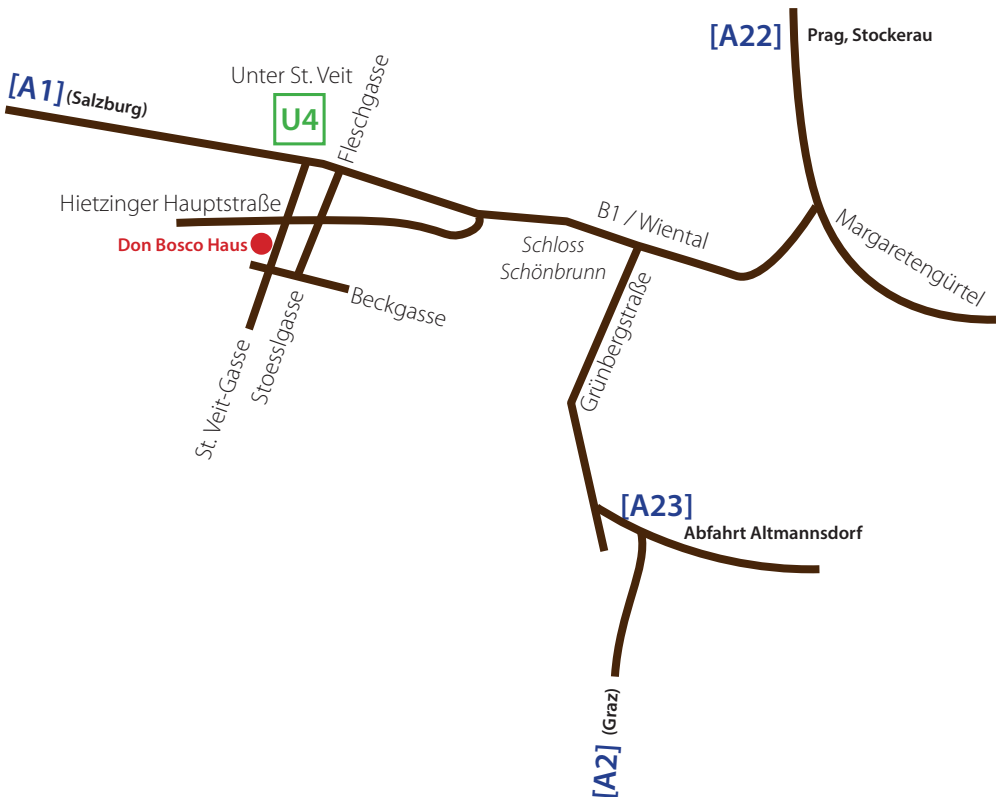 [A22] Prag, Stockerau
Unter St. Veit
[A1] (Salzburg)
U4
Fleschgasse
Hietzinger Hauptstraße
B1 / Wiental
Margaretengürtel
Don Bosco Haus
Schloss
Schönbrunn
Beckgasse
Grünbergstraße
Stoesslgasse
St. Veit-Gasse
[A23]
Abfahrt Altmannsdorf
[A2] (Graz)